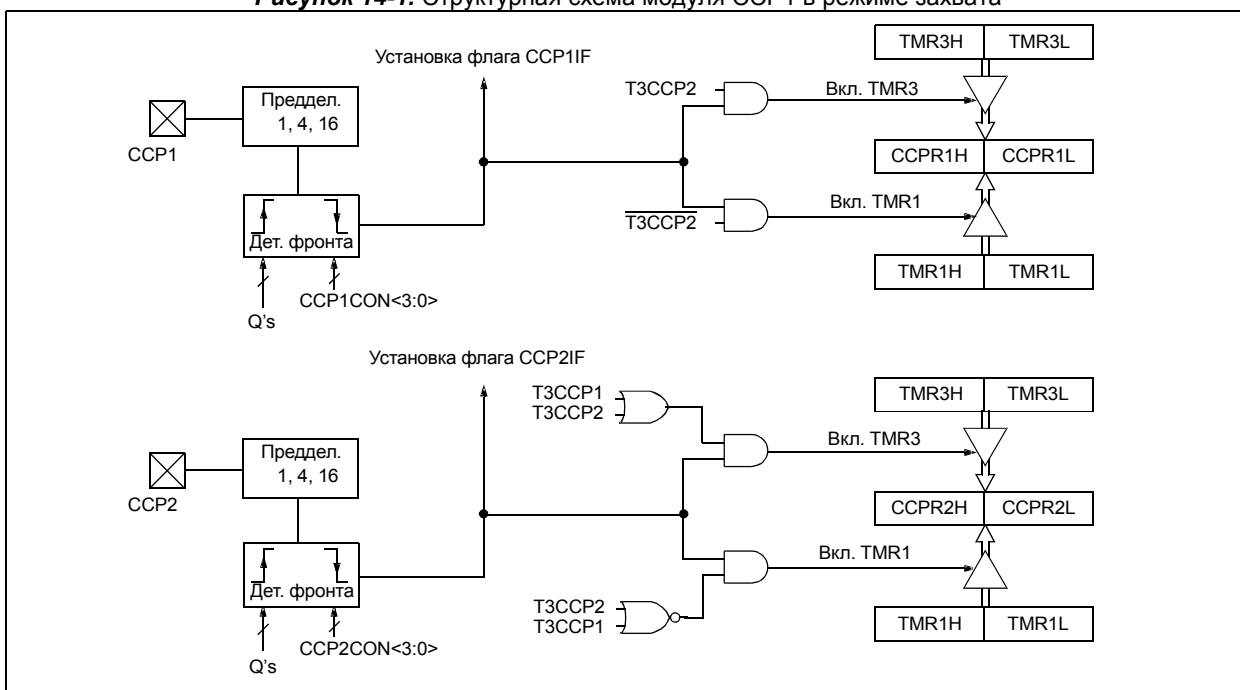 Рисунок 14-1. Структурная схема модуля CCP1 в режиме захвата
Установка флага CCP1IF
TMR3H TMR3L
T3CCP2
Вкл. TMR3
Преддел.
1, 4, 16
CCP1
CCPR1H CCPR1L
Вкл. TMR1
T3CCP2
Дет. фронта
TMR1H TMR1L
CCP1CON<3:0>
Q's
Установка флага CCP2IF
TMR3H TMR3L
T3CCP1
T3CCP2
Вкл. TMR3
Преддел.
1, 4, 16
CCP2
CCPR2H CCPR2L
Вкл. TMR1
Дет. фронта
T3CCP2
T3CCP1
TMR1H TMR1L
CCP2CON<3:0>
Q's